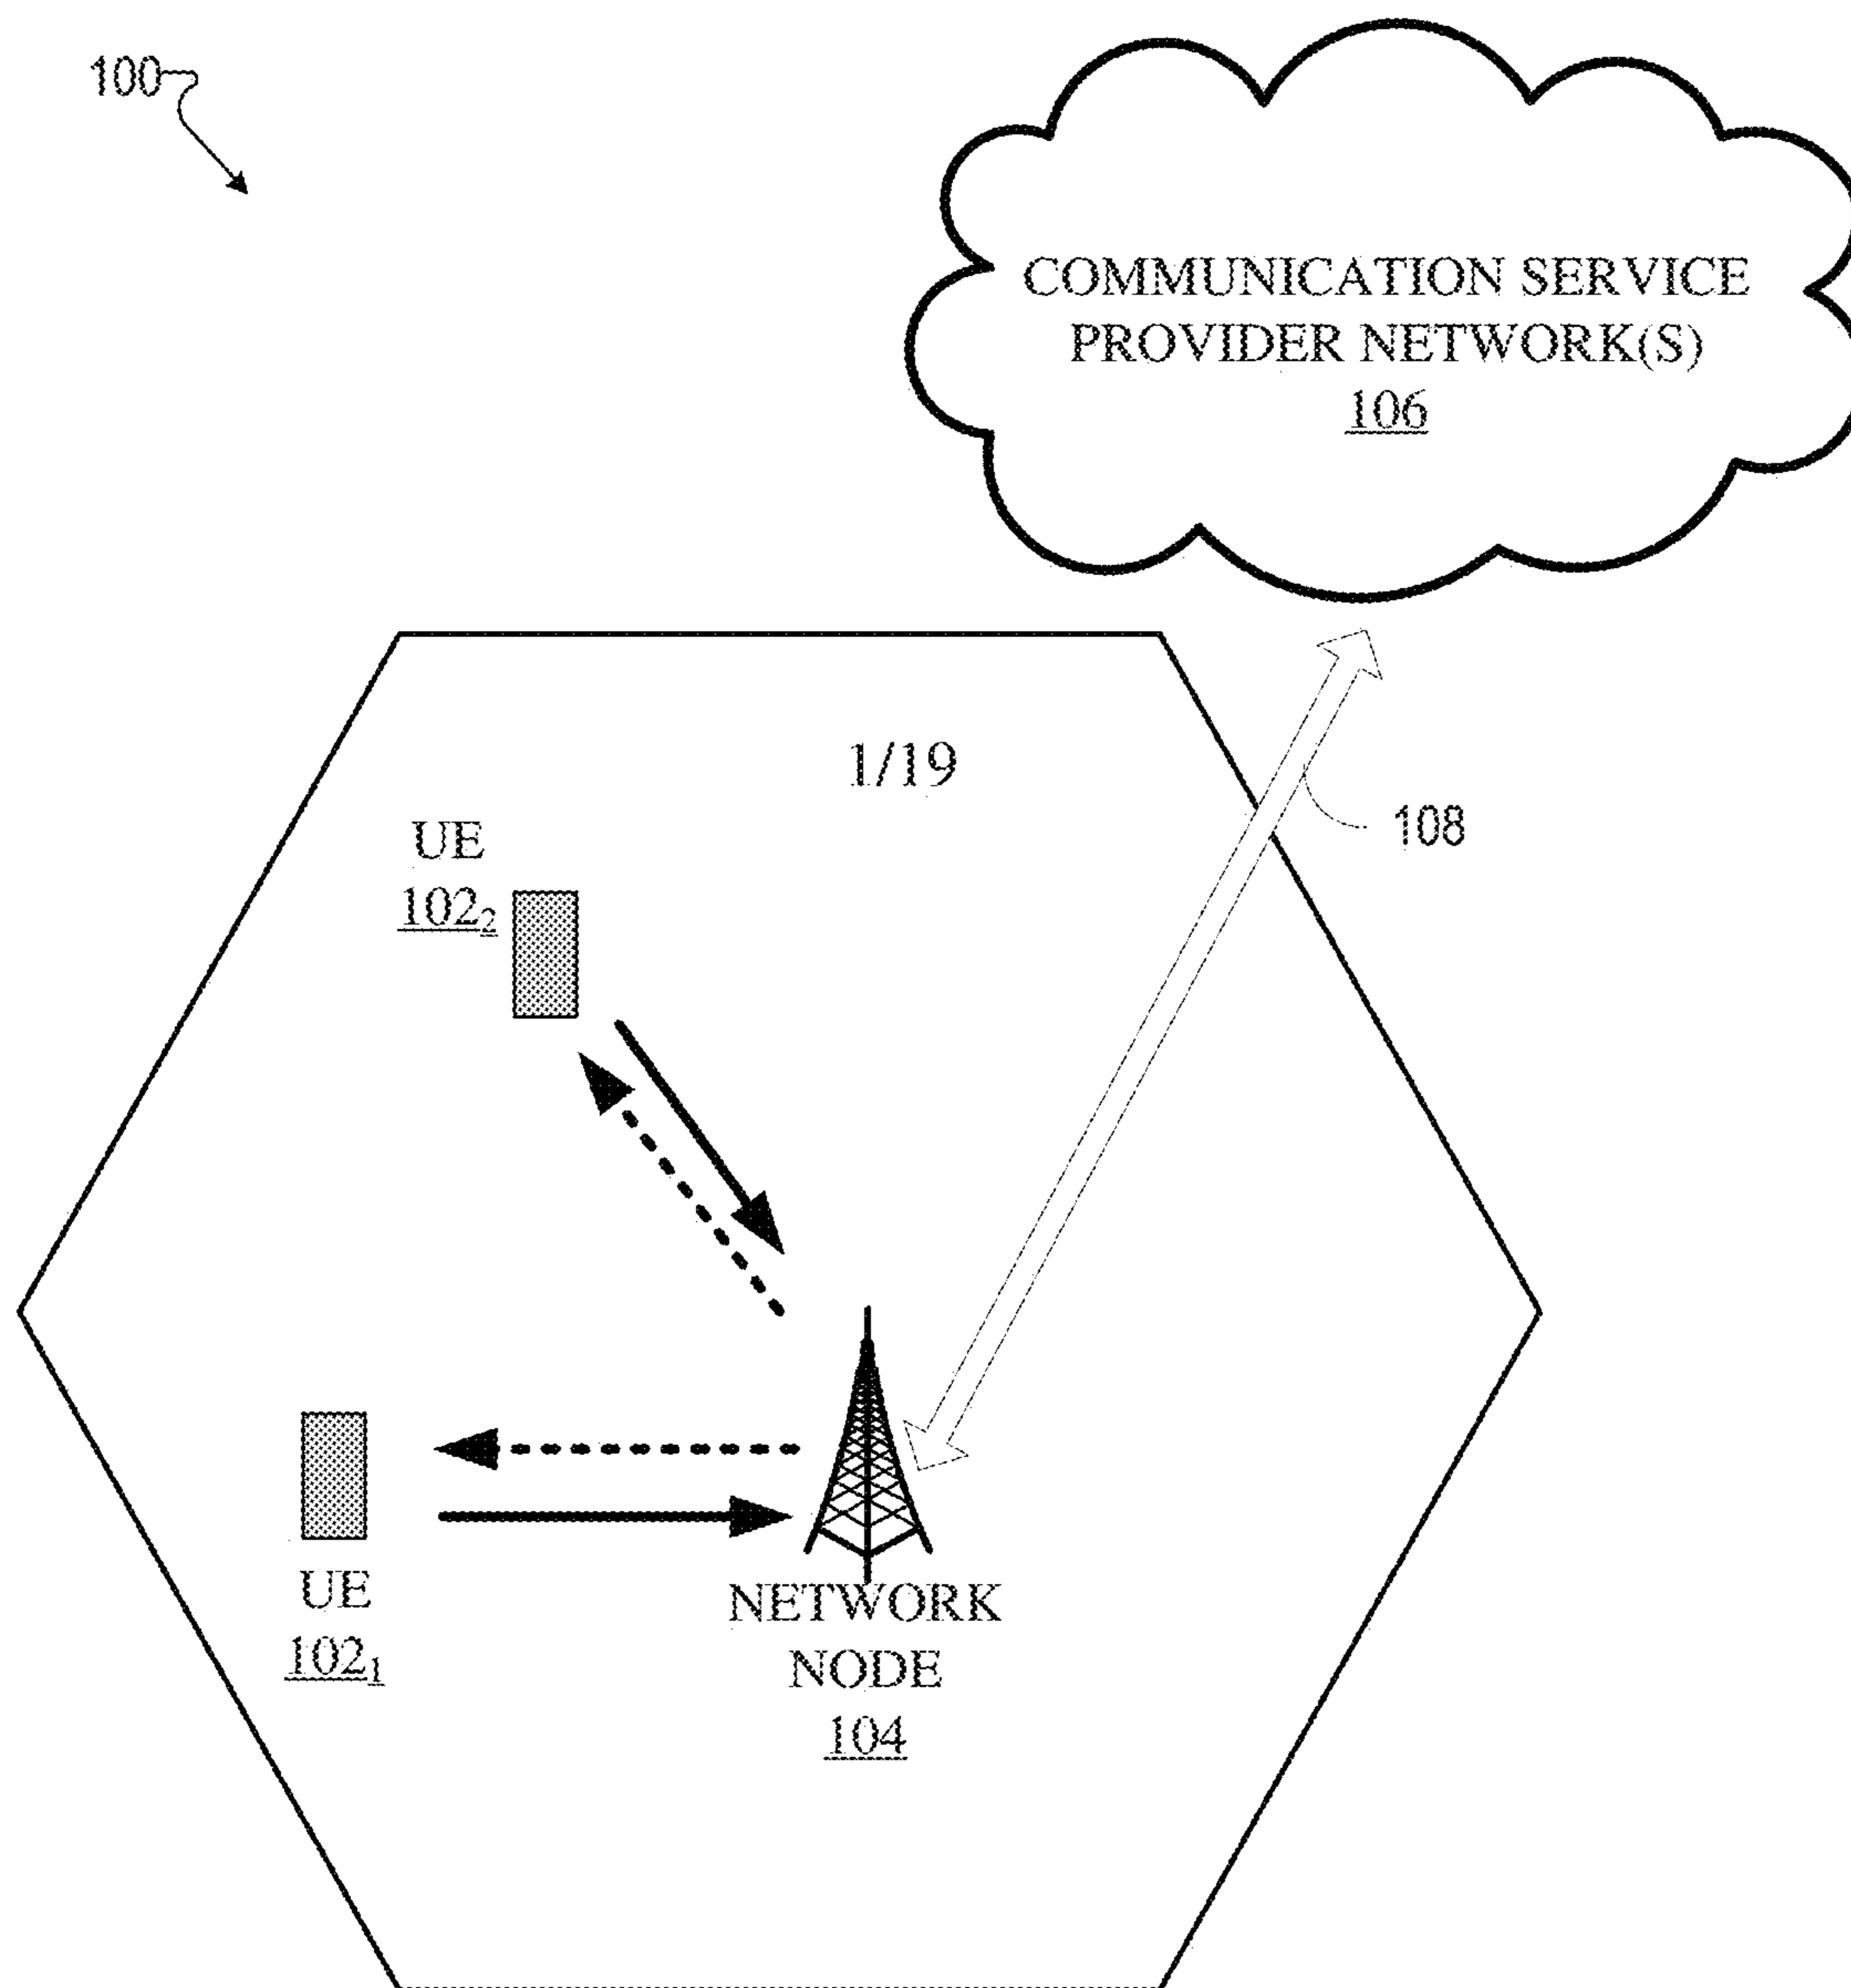 100
COMMUNICATION SERVICE
PROVIDER NETWORK(S)
106
1/19
108
UE
102₂
UE
102₁
NETWORK
NODE
104